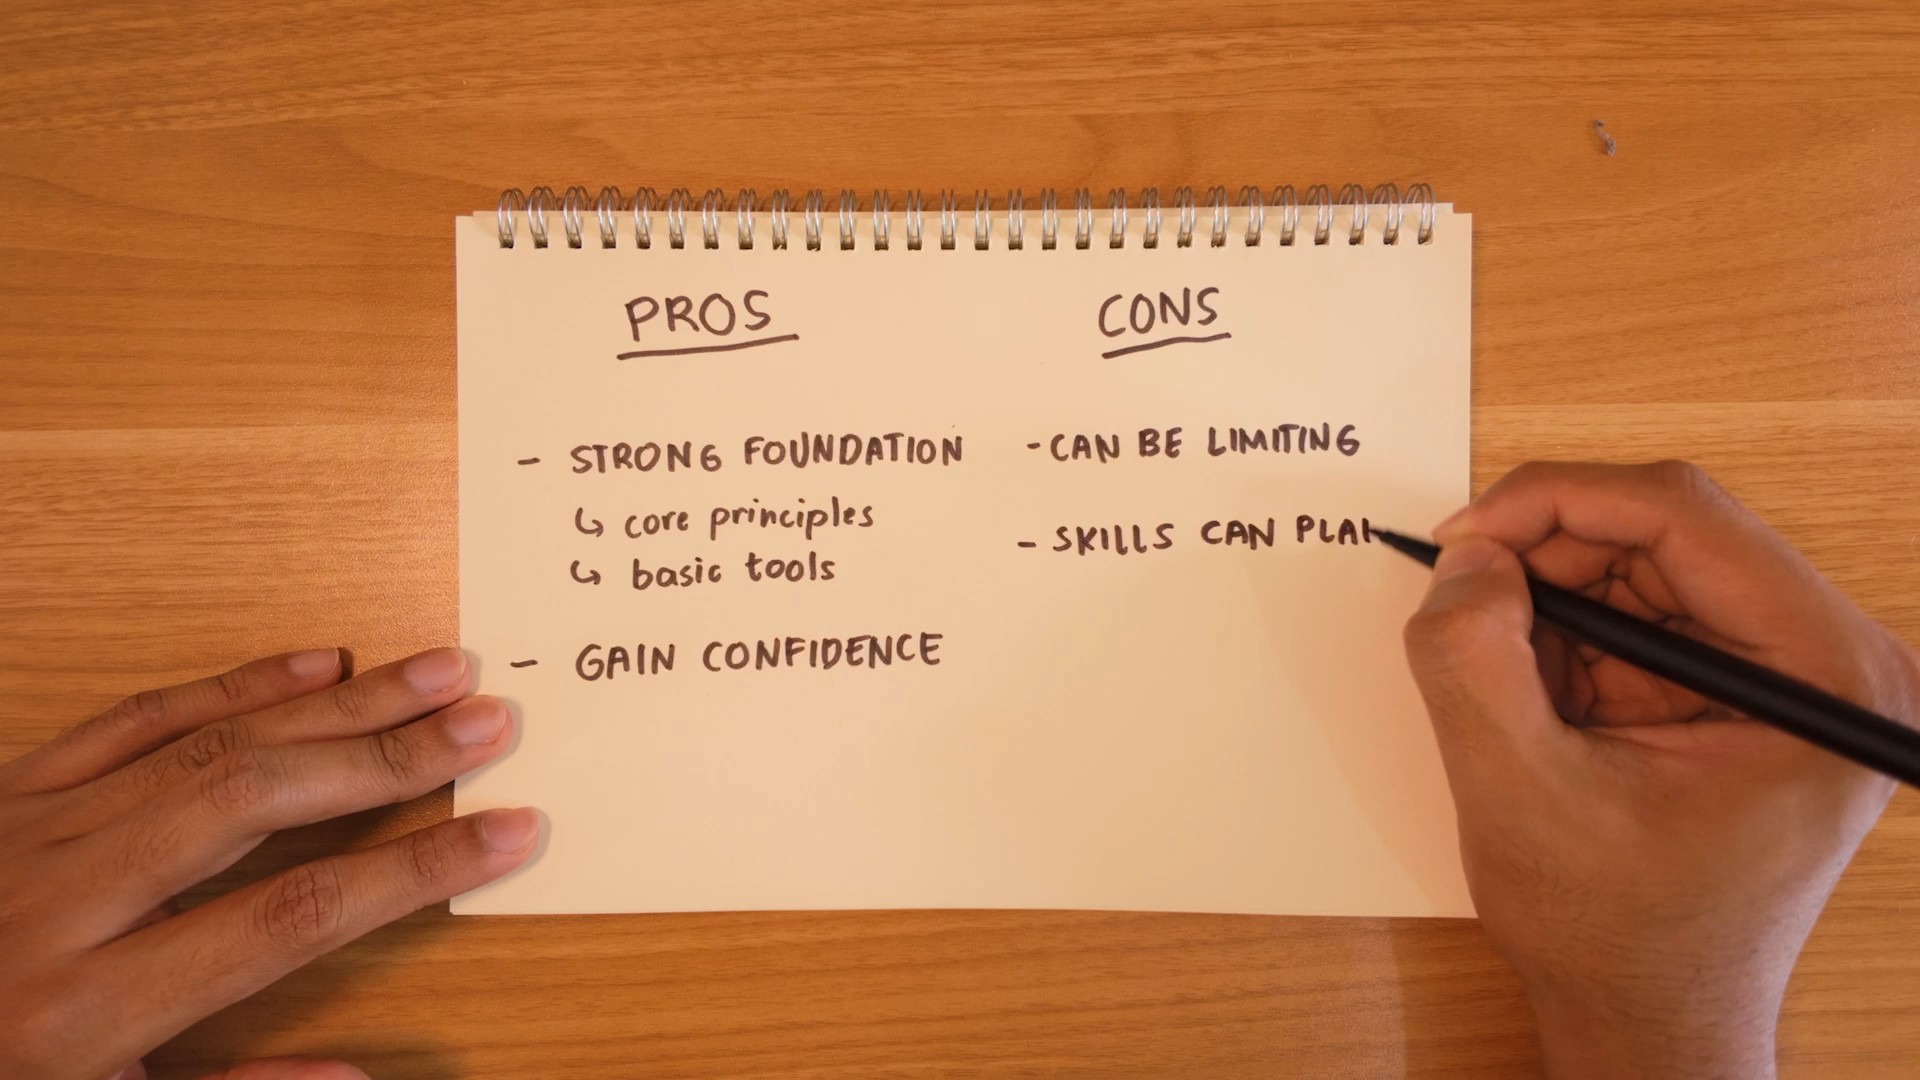 PROS
CONS
- STRONG FOUNDATION
↳ core principles
↳ basic tools
- GAIN CONFIDENCE
- CAN BE LIMITING
- SKILLS CAN